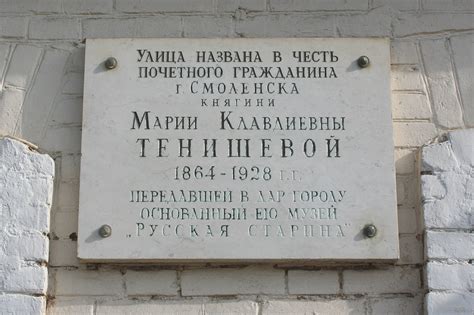 УЛИЦА НАЗВАНА В ЧЕСТЬ
ПОЧЕТНОГО ГРАЖДАНИНА
г. СМОЛЕНСКА
КНЯГИНИ
МАРИИ КЛАВДИЕВНЫ
ТЕНИШЕВОЙ
1864-1928 г.г.
ПЕРЕДАВШЕЙ В ДАР ГОРОДУ
ОСНОВАННЫЙ ЕЮ МУЗЕЙ
„РУССКАЯ СТАРИНА"